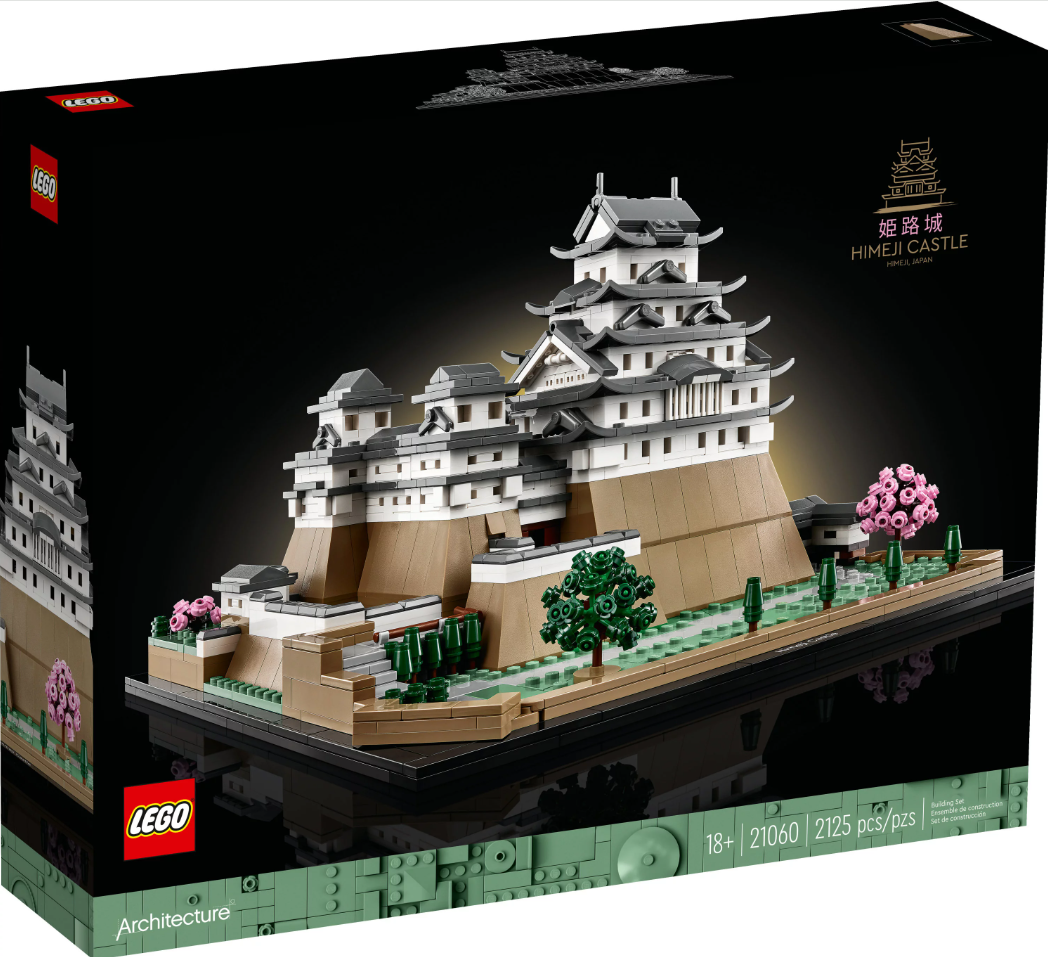 LEGO
LEGO
姫路城
HIMEJI CASTLE
HIMEJI, JAPAN
LEGO
18+ | 21060 | 2125 pcs/pzs
Building Set
Ensemble de construction
Set de construcción
Architecture